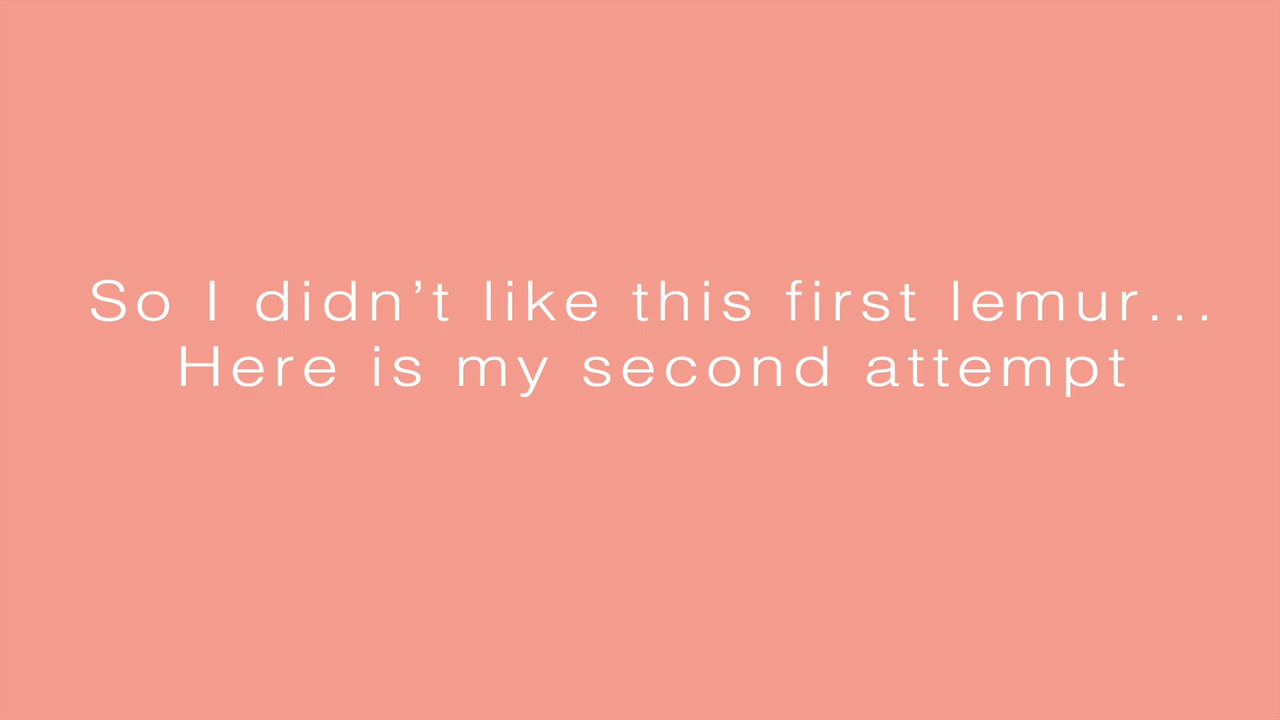 So I didn’t like this first lemur...
Here is my second attempt